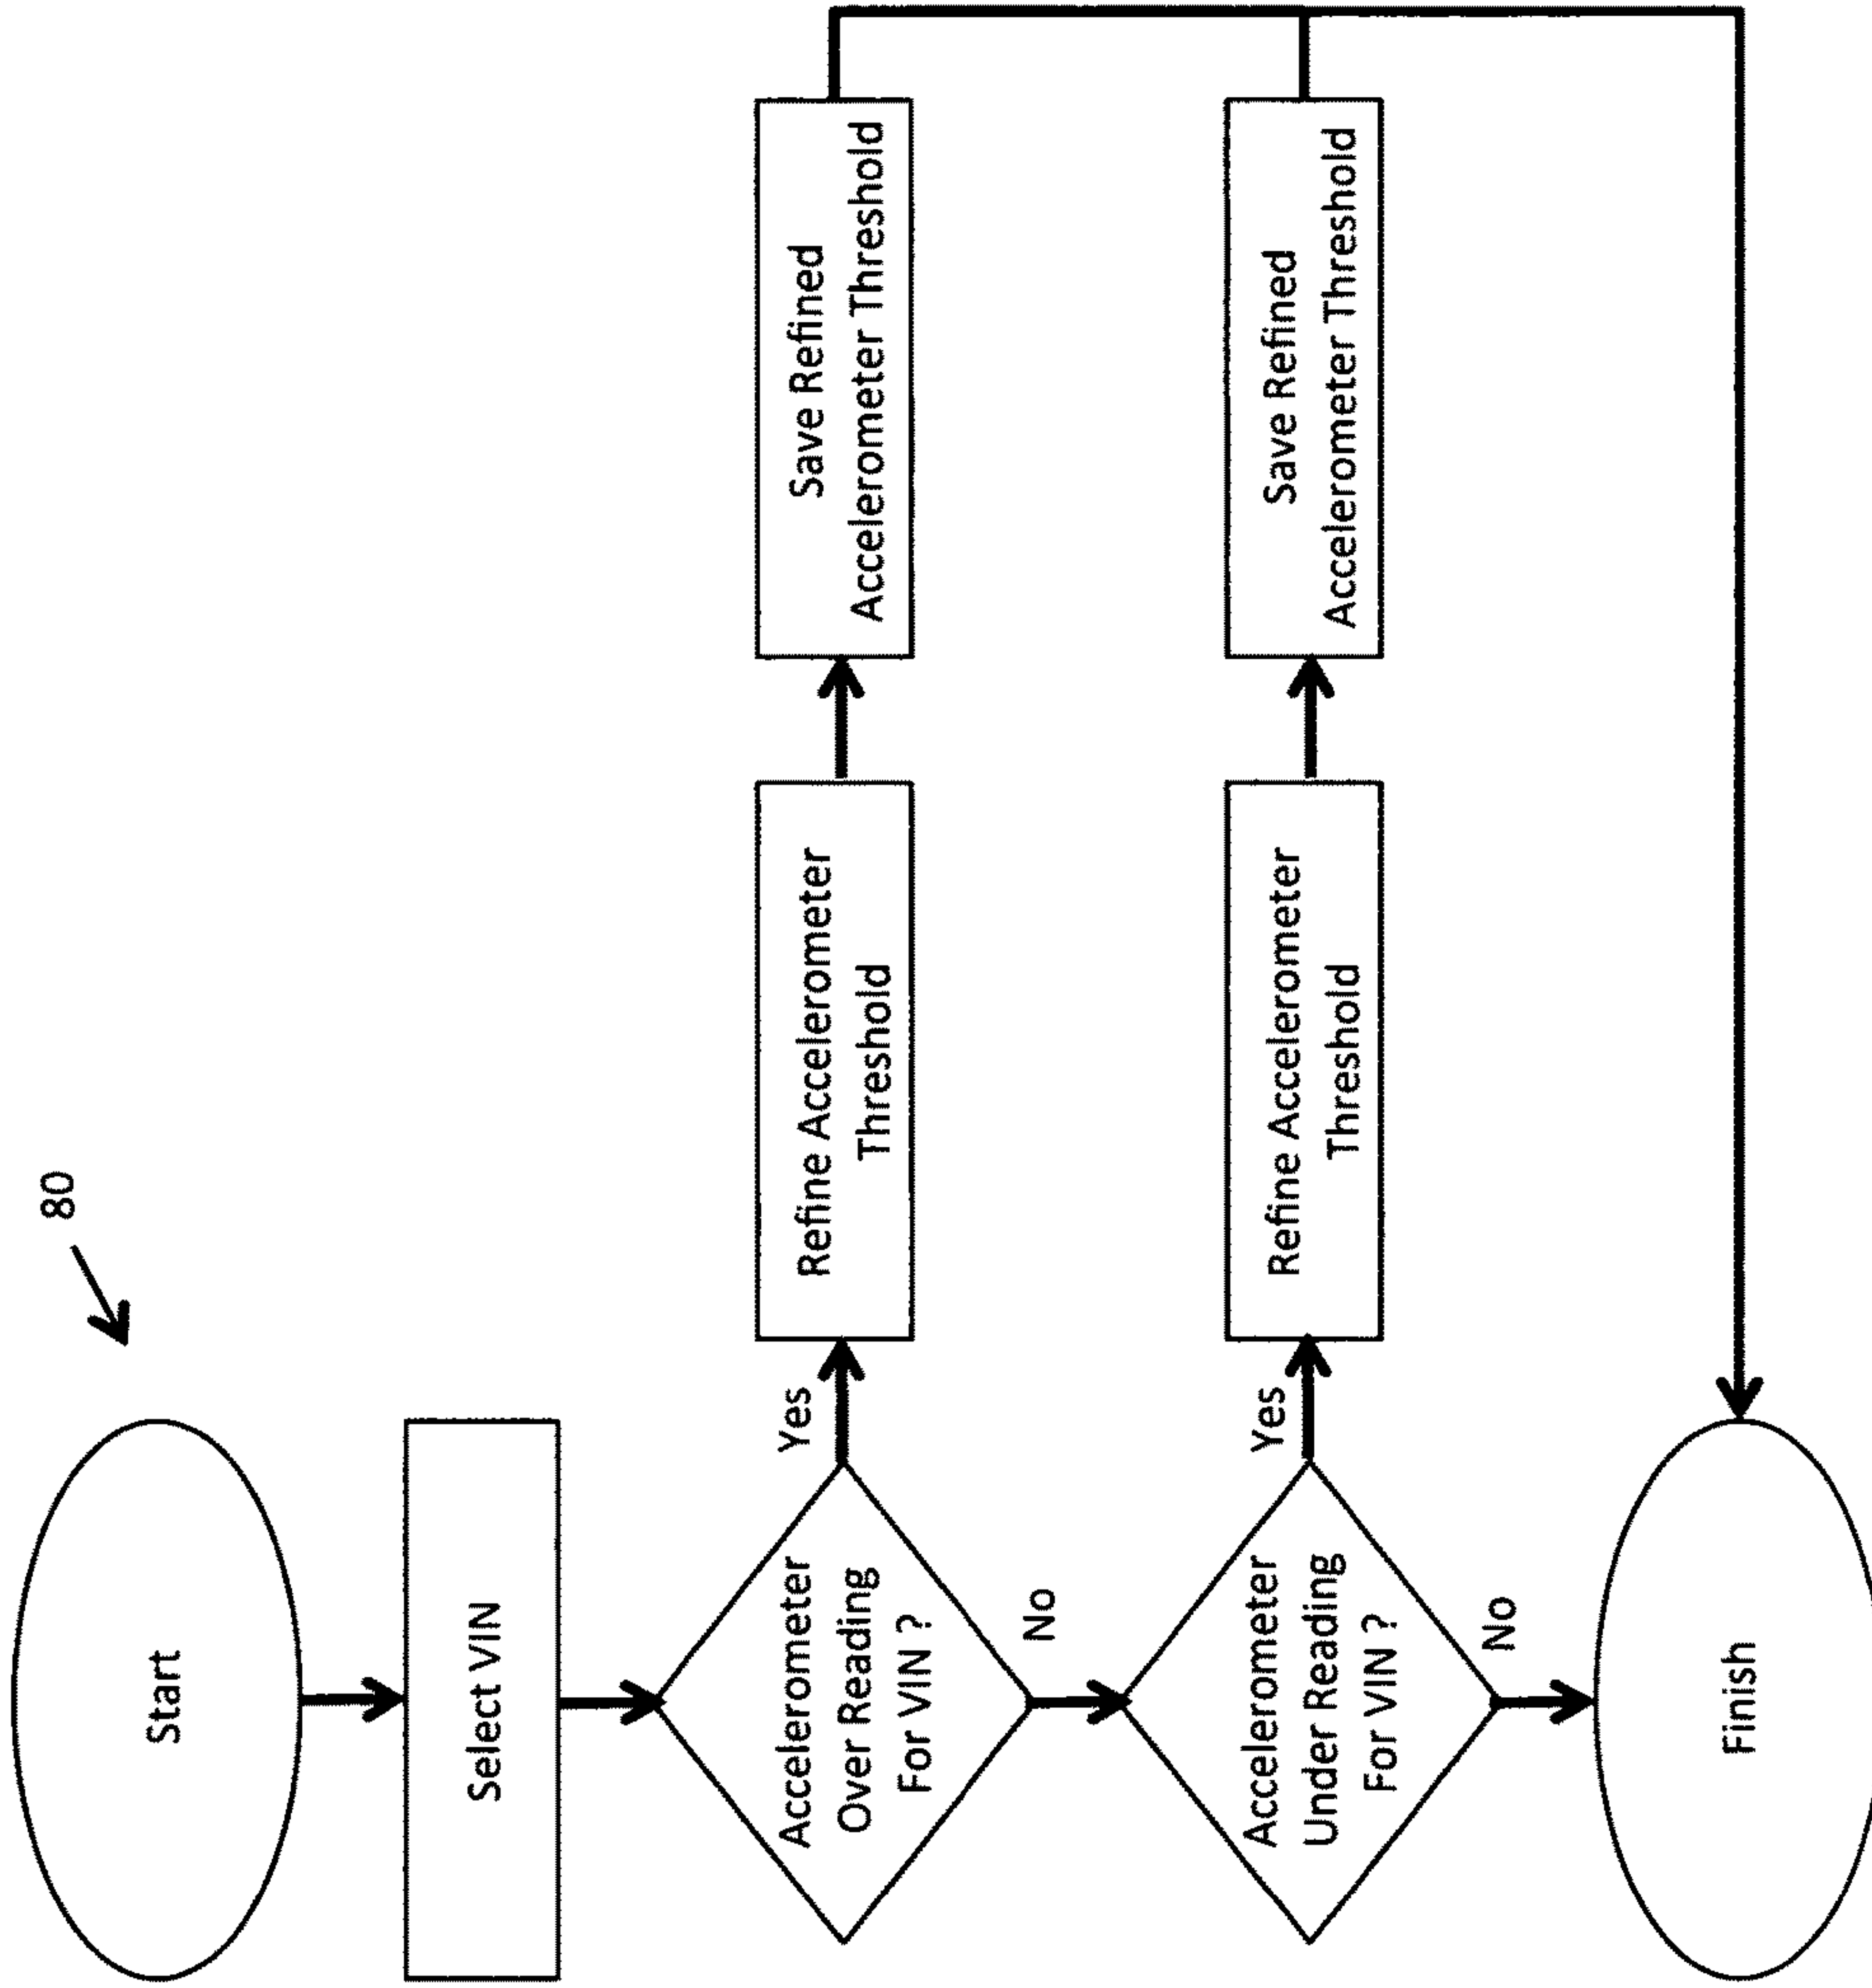 80
Start
Select VIN
Accelerometer
Over Reading
For VIN ?
Yes
Refine Accelerometer
Threshold
Save Refined
Accelerometer Threshold
No
Accelerometer
Under Reading
For VIN ?
Yes
Refine Accelerometer
Threshold
Save Refined
Accelerometer Threshold
No
Finish